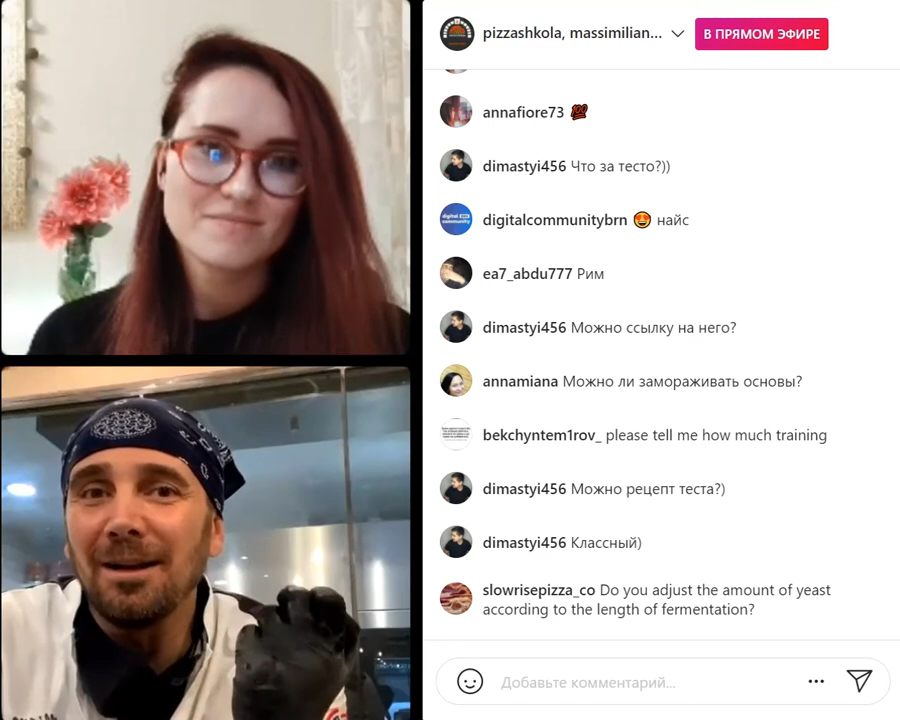 pizzashkola, massimilian...
В ПРЯМОМ ЭФИРЕ
annafiore73 💯
dimastyi456 Что за тесто?))
digital
community
digitalcommunitybrn 😍 найс
ea7_abdu777 Рим
dimastyi456 Можно ссылку на него?
annamiana Можно ли замораживать основы?
bekchyntem1rov_ please tell me how much training
dimastyi456 Можно рецепт теста?)
dimastyi456 Классный)
slowrisepizza_co Do you adjust the amount of yeast
according to the length of fermentation?
Добавьте комментарий...